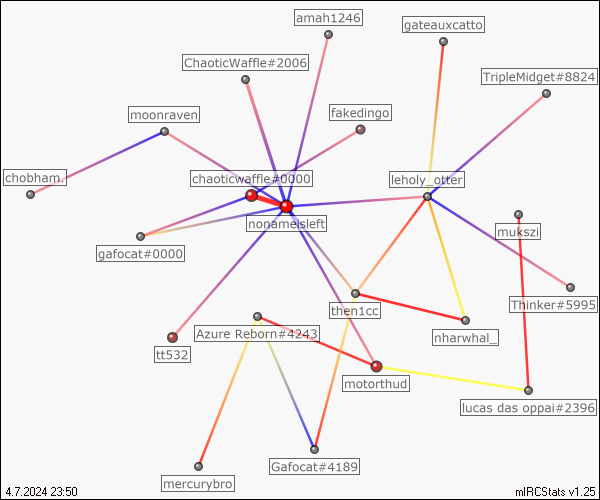 amah1246
gateauxcatto
ChaoticWaffle#2006
TripleMidget#8824
moonraven
fakedingo
chobham.
chaoticwaffle#0000
leholy_otter
nonameisleft
mukszi
gafocat#0000
Thinker#5995
then1cc
Azure Reborn#4243
nharwhal_
tt532
motorthud
lucas das oppai#2396
Gafocat#4189
mercurybro
4.7.2024 23:50
mIRCStats v1.25